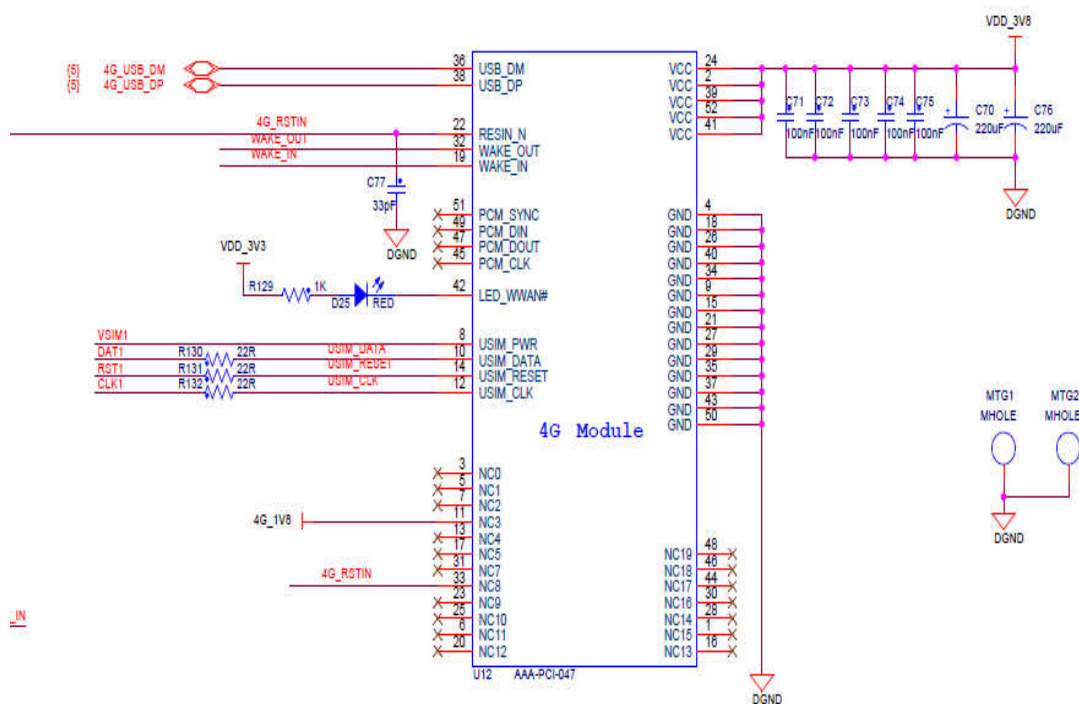 VDD_3V8
{5} 4G_USB_DM 36 USB_DM
{5} 4G_USB_DP 38 USB_DP
4G_RSTIN 22 RESIN_N
WAKE_OUT 32 WAKE_OUT
WAKE_IN 19 WAKE_IN
C77
33pF
DGND
51 PCM_SYNC
49 PCM_DIN
47 PCM_DOUT
45 PCM_CLK
VDD_3V3
R129 1K D25 RED 42 LED_WWAN#
VSIM1 8 USIM_PWR
DAT1 R130 22R USIM_DATA 10 USIM_DATA
RST1 R131 22R USIM_RESET 14 USIM_RESET
CLK1 R132 22R USIM_CLK 12 USIM_CLK
4G Module
3 NC0
5 NC1
7 NC2
4G_1V8 11 NC3
13 NC4
17 NC5
31 NC7
4G_RSTIN 33 NC8
23 NC9
25 NC10
6 NC11
20 NC12
_IN
U12 AAA-PCI-047
VCC 24
VCC 2
VCC 39
VCC 52
VCC 41
C71 C72 C73 C74 C75 C70 C76
100nF 100nF 100nF 100nF 100nF 220uF 220uF
DGND
GND 4
GND 18
GND 26
GND 40
GND 34
GND 9
GND 15
GND 21
GND 27
GND 29
GND 35
GND 37
GND 43
GND 50
MTG1 MTG2
MHOLE MHOLE
DGND
NC19 48
NC18 46
NC17 44
NC16 30
NC14 28
NC15 1
NC13 16
DGND